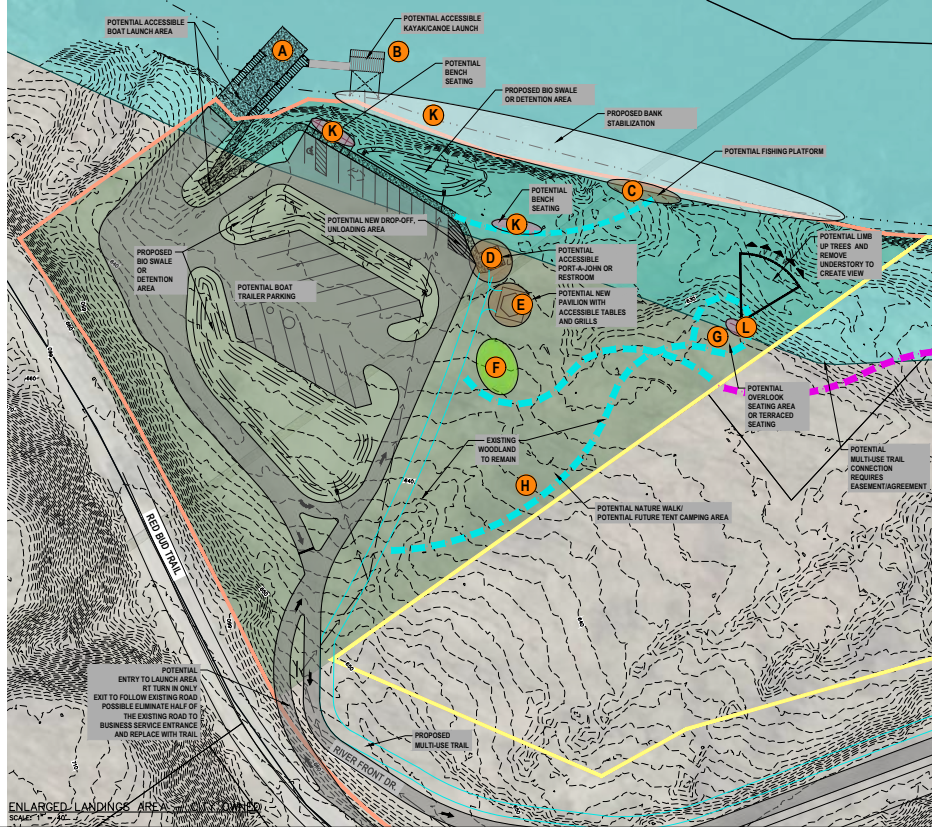 POTENTIAL ACCESSIBLE
BOAT LAUNCH AREA
A
POTENTIAL ACCESSIBLE
KAYAK/CANOE LAUNCH
B
POTENTIAL
BENCH
SEATING
PROPOSED BIO SWALE
OR DETENTION AREA
K
K
PROPOSED BANK
STABILIZATION
POTENTIAL FISHING PLATFORM
C
POTENTIAL
BENCH
SEATING
K
POTENTIAL NEW DROP-OFF,
UNLOADING AREA
D
POTENTIAL
ACCESSIBLE
PORT-A-JOHN OR
RESTROOM
POTENTIAL LIMB
UP TREES AND
REMOVE
UNDERSTORY TO
CREATE VIEW
PROPOSED
BIO SWALE
OR
DETENTION
AREA
POTENTIAL BOAT
TRAILER PARKING
E
POTENTIAL NEW
PAVILION WITH
ACCESSIBLE TABLES
AND GRILLS
630
G
L
F
POTENTIAL
OVERLOOK
SEATING AREA
OR TERRACED
SEATING
EXISTING
WOODLAND
TO REMAIN
POTENTIAL
MULTI-USE TRAIL
CONNECTION
REQUIRES
EASEMENT/AGREEMENT
640
H
POTENTIAL NATURE WALK/
POTENTIAL FUTURE TENT CAMPING AREA
RED BUD TRAIL
POTENTIAL
ENTRY TO LAUNCH AREA
RT TURN IN ONLY
EXIT TO FOLLOW EXISTING ROAD
POSSIBLE ELIMINATE HALF OF
THE EXISTING ROAD TO
BUSINESS SERVICE ENTRANCE
AND REPLACE WITH TRAIL
PROPOSED
MULTI-USE TRAIL
RIVER FRONT DR.
ENLARGED LANDINGS AREA - CITY OWNED
SCALE: 1" = 40'